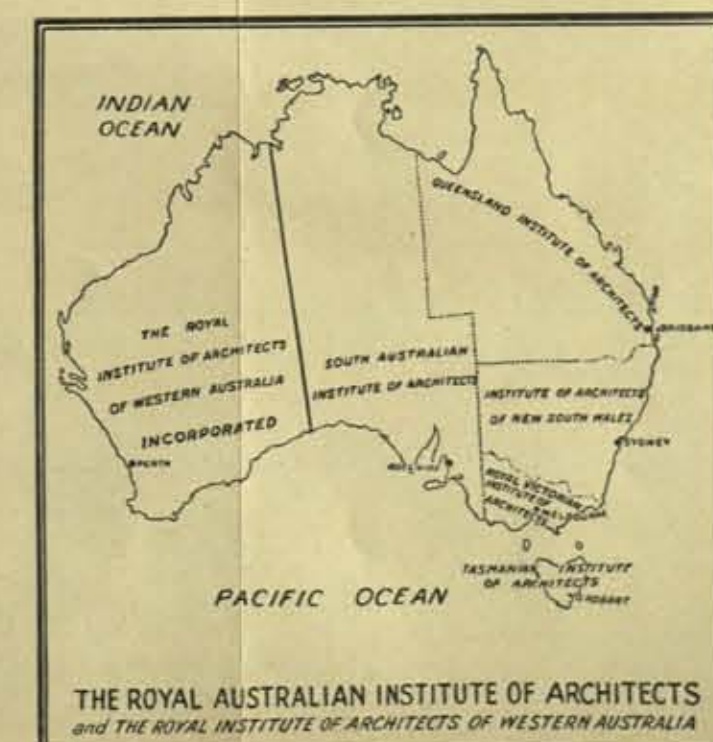 INDIAN
OCEAN
QUEENSLAND INSTITUTE OF ARCHITECTS
BRISBANE
THE ROYAL
INSTITUTE OF ARCHITECTS
OF WESTERN AUSTRALIA
INCORPORATED
SOUTH AUSTRALIAN
INSTITUTE OF ARCHITECTS
INSTITUTE OF ARCHITECTS
OF NEW SOUTH WALES
SYDNEY
PERTH
ADELAIDE
ROYAL VICTORIAN
INSTITUTE OF
ARCHITECTS
MELBOURNE
TASMANIAN INSTITUTE
OF ARCHITECTS
HOBART
PACIFIC OCEAN
THE ROYAL AUSTRALIAN INSTITUTE OF ARCHITECTS
and THE ROYAL INSTITUTE OF ARCHITECTS OF WESTERN AUSTRALIA